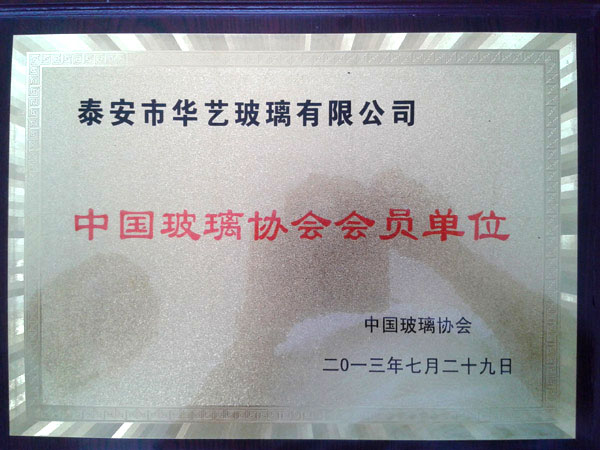 泰安市华艺玻璃有限公司
中国玻璃协会会员单位
中国玻璃协会
二0一三年七月二十九日